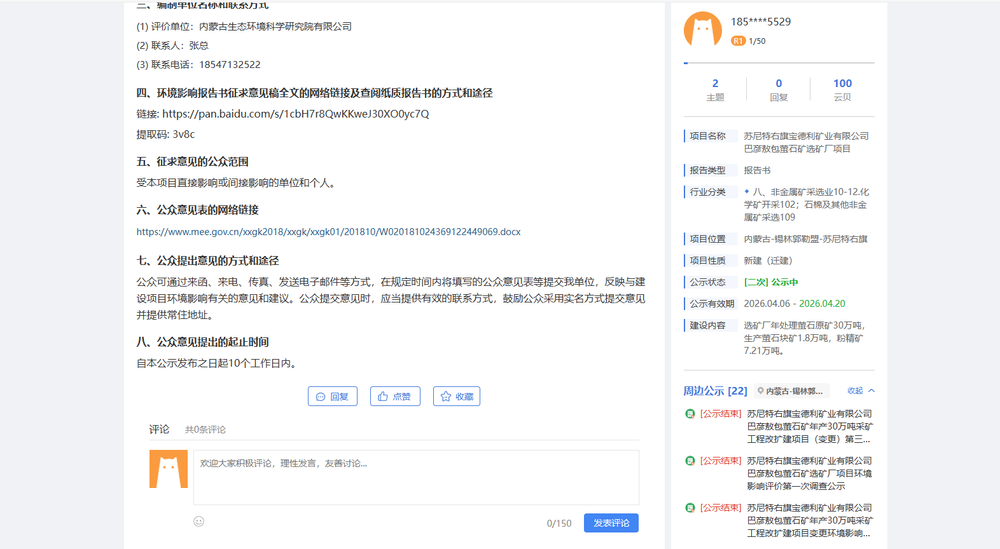 三、编制单位名称和联系方式
(1) 评价单位：内蒙古生态环境科学研究院有限公司
(2) 联系人：张总
(3) 联系电话：18547132522
四、环境影响报告书征求意见稿全文的网络链接及查阅纸质报告书的方式和途径
链接: https://pan.baidu.com/s/1cbH7r8QwKKweJ30XO0yc7Q
提取码: 3v8c
五、征求意见的公众范围
受本项目直接影响或间接影响的单位和个人。
六、公众意见表的网络链接
https://www.mee.gov.cn/xxgk2018/xxgk/xxgk01/201810/W020181024369122449069.docx
七、公众提出意见的方式和途径
公众可通过来函、来电、传真、发送电子邮件等方式，在规定时间内将填写的公众意见表等提交我单位，反映与建
设项目环境影响有关的意见和建议。公众提交意见时，应当提供有效的联系方式，鼓励公众采用实名方式提交意见
并提供常住地址。
八、公众意见提出的起止时间
自本公示发布之日起10个工作日内。
回复
点赞
收藏
评论 共0条评论
欢迎大家积极评论，理性发言，友善讨论...
0/150
发表评论
185****5529
R1 1/50
2 0 100
主题 回复 云贝
项目名称 苏尼特右旗宝德利矿业有限公司
巴彦敖包萤石矿选矿厂项目
报告类型 报告书
行业分类 八、非金属矿采选业10-12.化
学矿开采102；石棉及其他非金
属矿采选109
项目位置 内蒙古-锡林郭勒盟-苏尼特右旗
项目性质 新建（迁建）
公示状态 [二次] 公示中
公示有效期 2026.04.06 - 2026.04.20
建设内容 选矿厂年处理萤石原矿30万吨，
生产萤石块矿1.8万吨，粉精矿
7.21万吨。
周边公示 [22] 内蒙古-锡林郭... 收起
[公示结束] 苏尼特右旗宝德利矿业有限公司
巴彦敖包萤石矿年产30万吨采矿
工程改扩建项目（变更）第三...
[公示结束] 苏尼特右旗宝德利矿业有限公司
巴彦敖包萤石矿选矿厂项目环境
影响评价第一次调查公示
[公示结束] 苏尼特右旗宝德利矿业有限公司
巴彦敖包萤石矿年产30万吨采矿
工程改扩建项目变更环境影响...